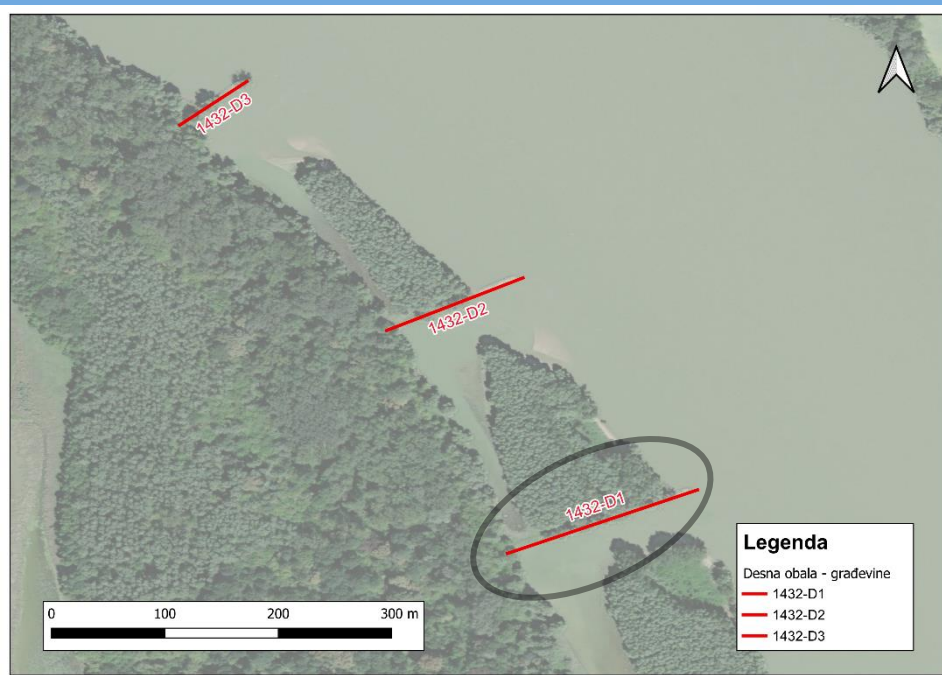 1432-D3
1432-D2
1432-D1
Legenda
Desna obala - građevine
1432-D1
1432-D2
1432-D3
0 100 200 300 m